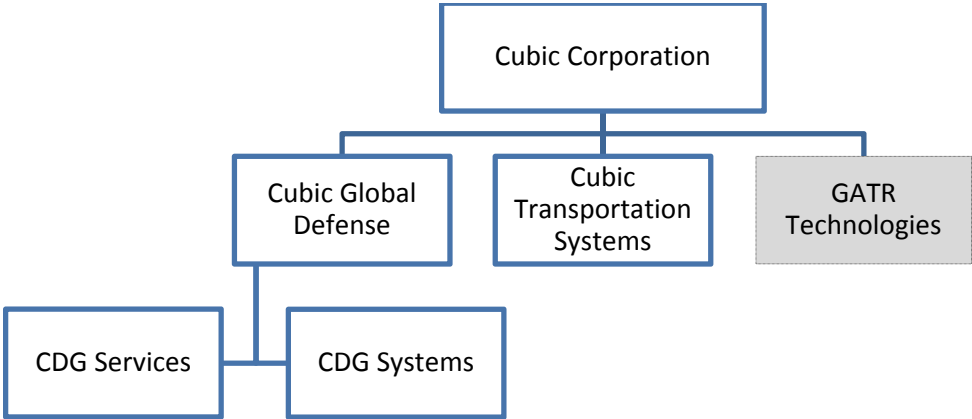 Cubic Corporation
Cubic Global
Defense
Cubic
Transportation
Systems
GATR
Technologies
CDG Services
CDG Systems